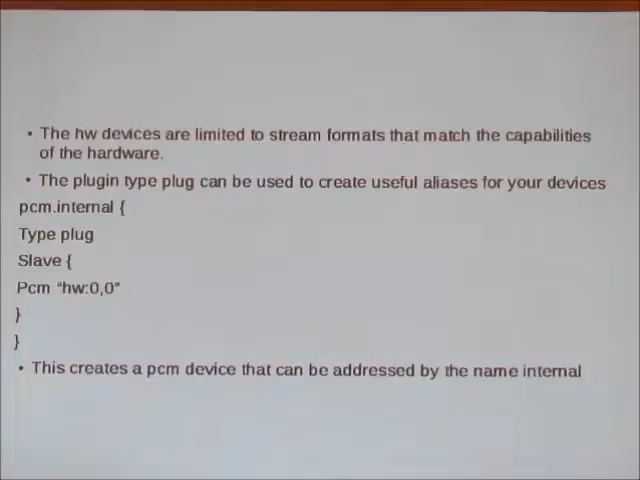 • The hw devices are limited to stream formats that match the capabilities
of the hardware.
• The plugin type plug can be used to create useful aliases for your devices
pcm.internal {
Type plug
Slave {
Pcm “hw:0,0”
}
}
• This creates a pcm device that can be addressed by the name internal